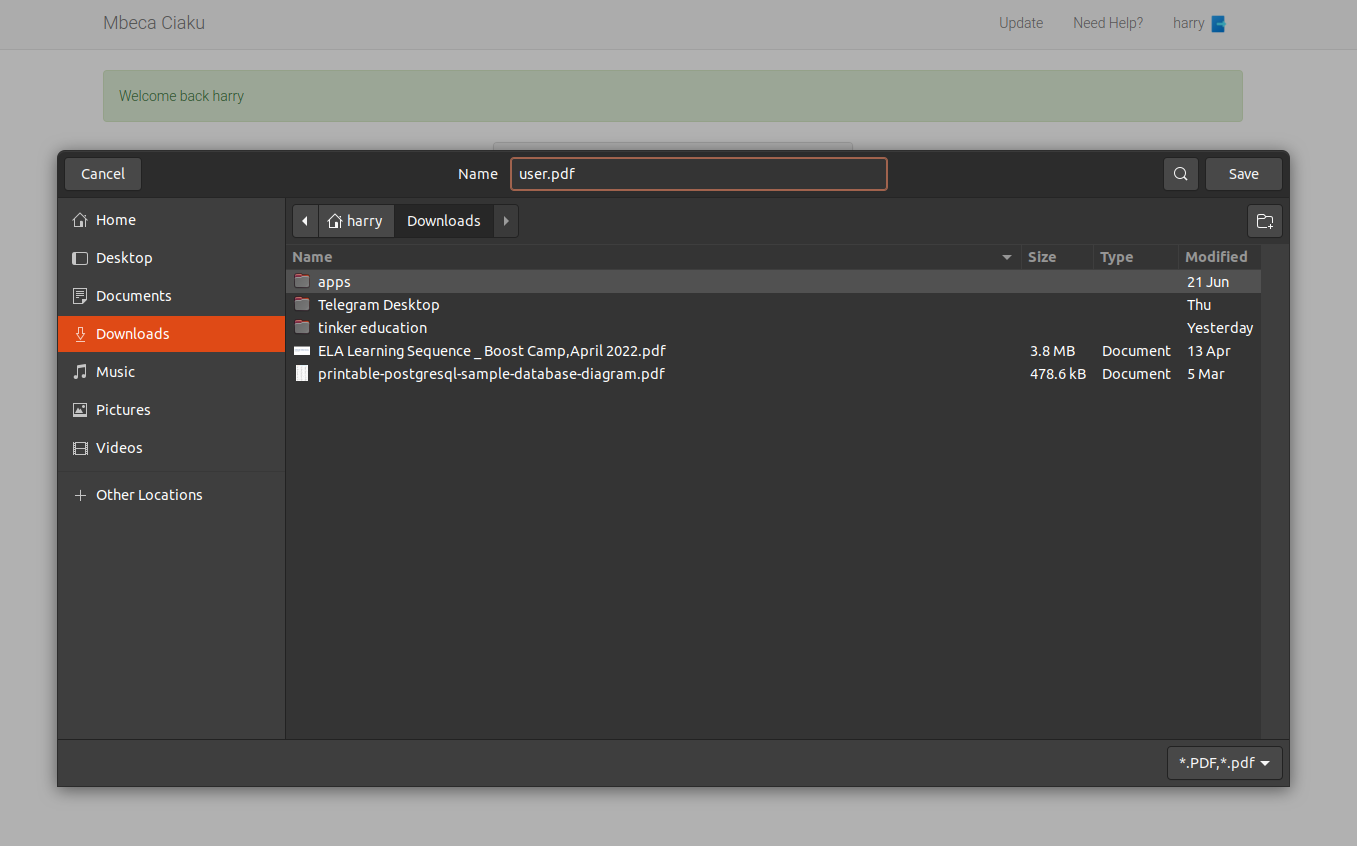 Mbeca Ciaku Update Need Help? harry
Welcome back harry
Cancel Name user.pdf Save
Home
Desktop
Documents
Downloads
Music
Pictures
Videos
Other Locations
harry Downloads
Name Size Type Modified
apps 21 Jun
Telegram Desktop Thu
tinker education Yesterday
ELA Learning Sequence _ Boost Camp,April 2022.pdf 3.8 MB Document 13 Apr
printable-postgresql-sample-database-diagram.pdf 478.6 kB Document 5 Mar
*.PDF,*.pdf